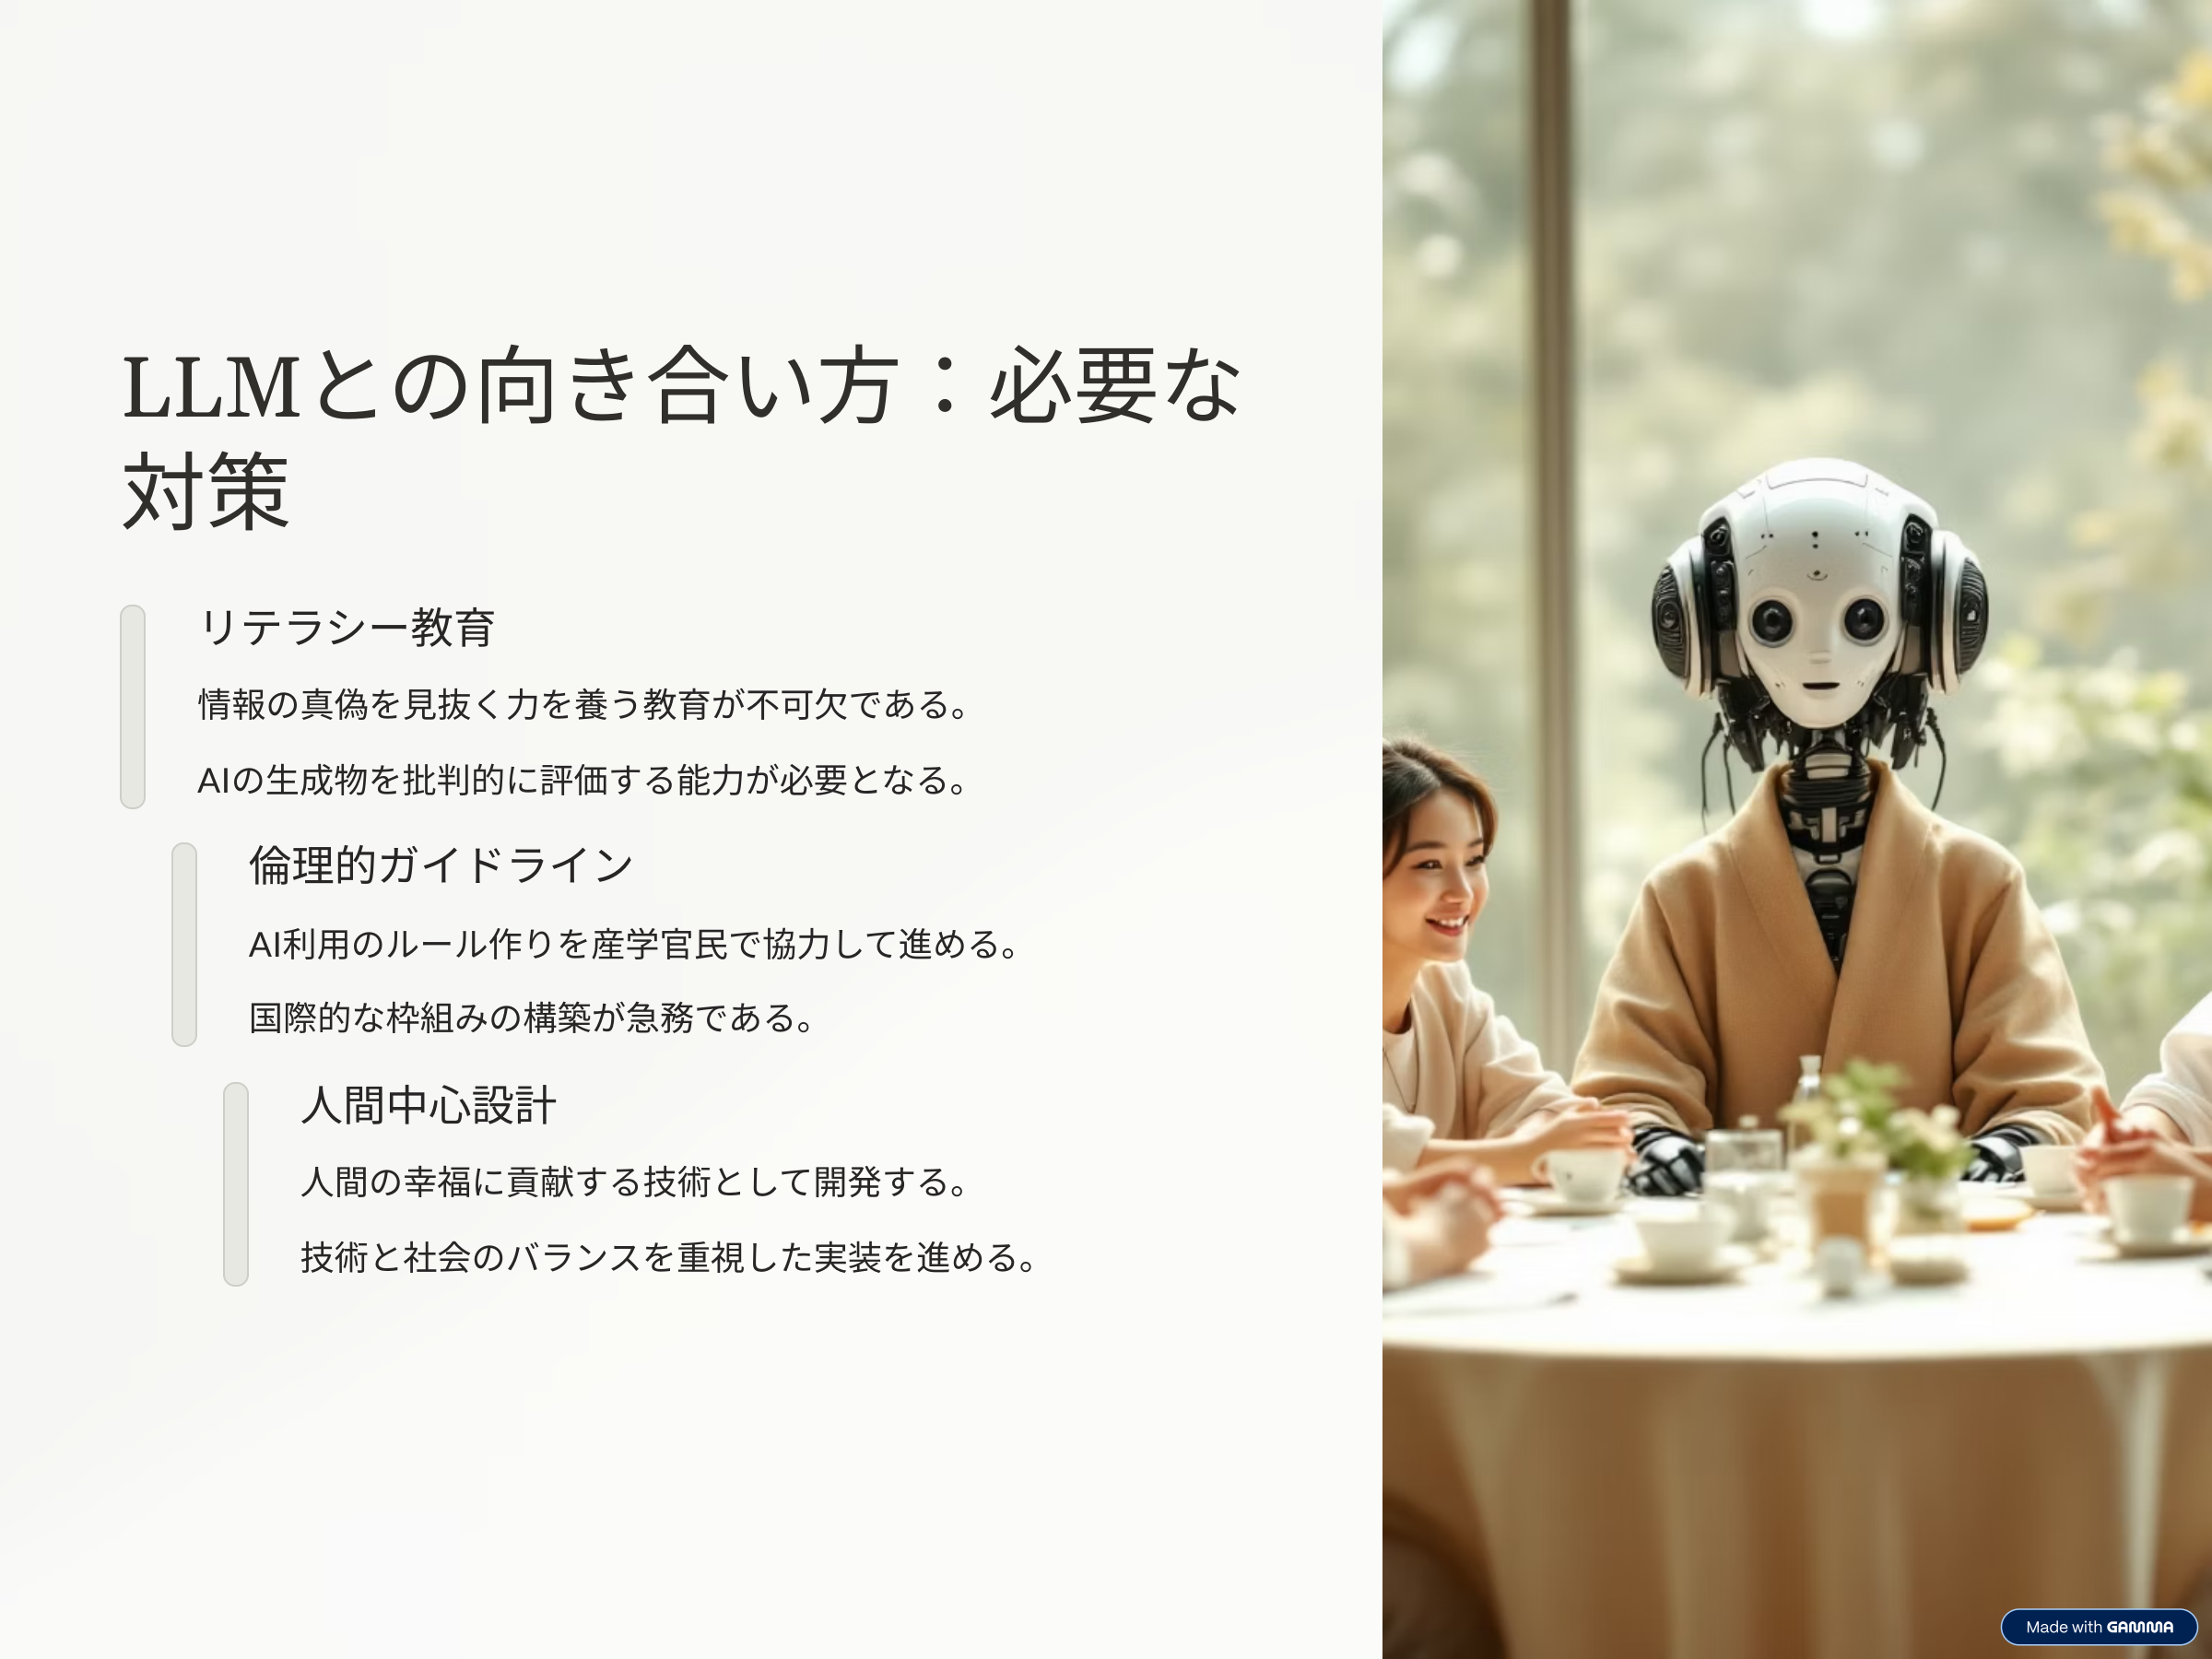 LLMとの向き合い方：必要な
対策
リテラシー教育
情報の真偽を見抜く力を養う教育が不可欠である。
AIの生成物を批判的に評価する能力が必要となる。
倫理的ガイドライン
AI利用のルール作りを産学官民で協力して進める。
国際的な枠組みの構築が急務である。
人間中心設計
人間の幸福に貢献する技術として開発する。
技術と社会のバランスを重視した実装を進める。
Made with GAMMA